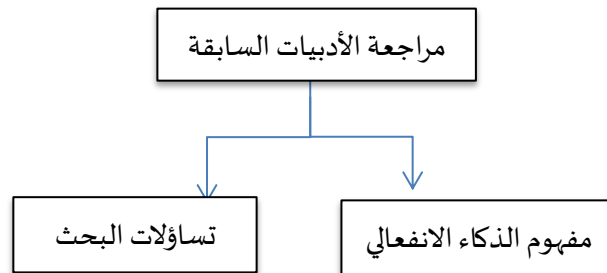 مراجعة الأدبيات السابقة
مفهوم الذكاء الانفعالي
تساؤلات البحث